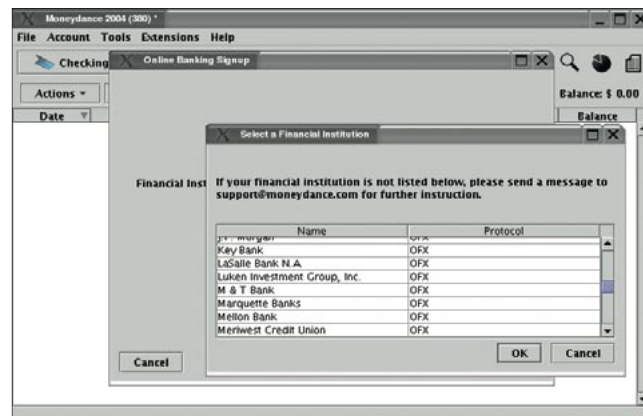 Moneydance 2004 (380) *
File Account Tools Extensions Help
Checking
Online Banking Signup
Actions
Balance: $ 0.00
Date
Balance
Select a Financial Institution
Financial Inst
If your financial institution is not listed below, please send a message to
support@moneydance.com for further instruction.
Name Protocol
J.P. Morgan OFX
Key Bank OFX
LaSalle Bank N.A. OFX
Luken Investment Group, Inc. OFX
M & T Bank OFX
Marquette Banks OFX
Mellon Bank OFX
Meriwest Credit Union OFX
OK Cancel
Cancel